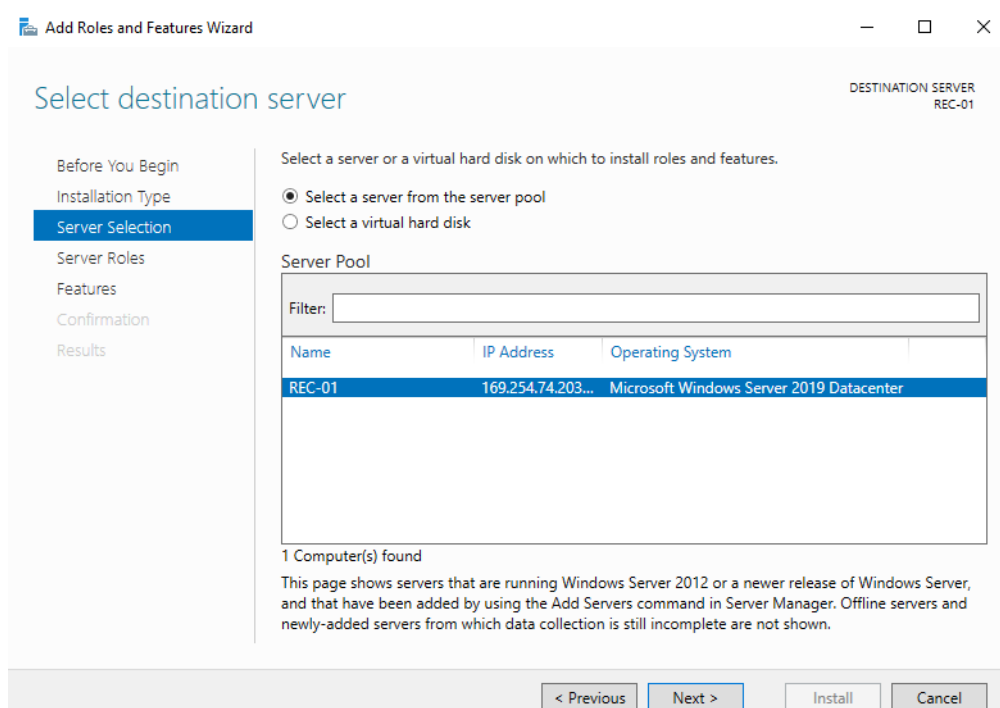 Add Roles and Features Wizard
Select destination server
DESTINATION SERVER
REC-01
Before You Begin
Installation Type
Server Selection
Server Roles
Features
Confirmation
Results
Select a server or a virtual hard disk on which to install roles and features.
Select a server from the server pool
Select a virtual hard disk
Server Pool
Filter:
Name IP Address Operating System
REC-01 169.254.74.203... Microsoft Windows Server 2019 Datacenter
1 Computer(s) found
This page shows servers that are running Windows Server 2012 or a newer release of Windows Server,
and that have been added by using the Add Servers command in Server Manager. Offline servers and
newly-added servers from which data collection is still incomplete are not shown.
< Previous Next > Install Cancel